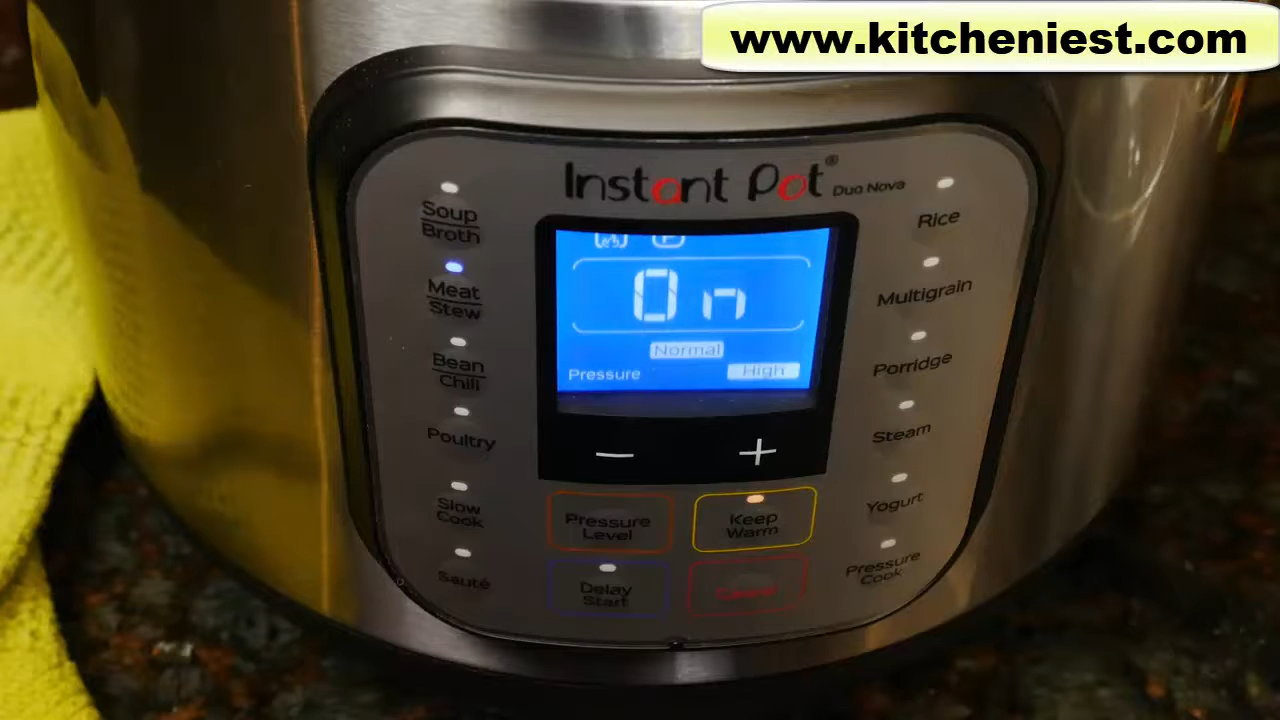 www.kitcheniest.com
Instant Pot® Duo Nova
Soup
Broth
Meat
Stew
Bean
Chili
Poultry
Slow
Cook
Sauté
On
Normal
Pressure High
− +
Pressure
Level
Keep
Warm
Delay
Start
Cancel
Rice
Multigrain
Porridge
Steam
Yogurt
Pressure
Cook